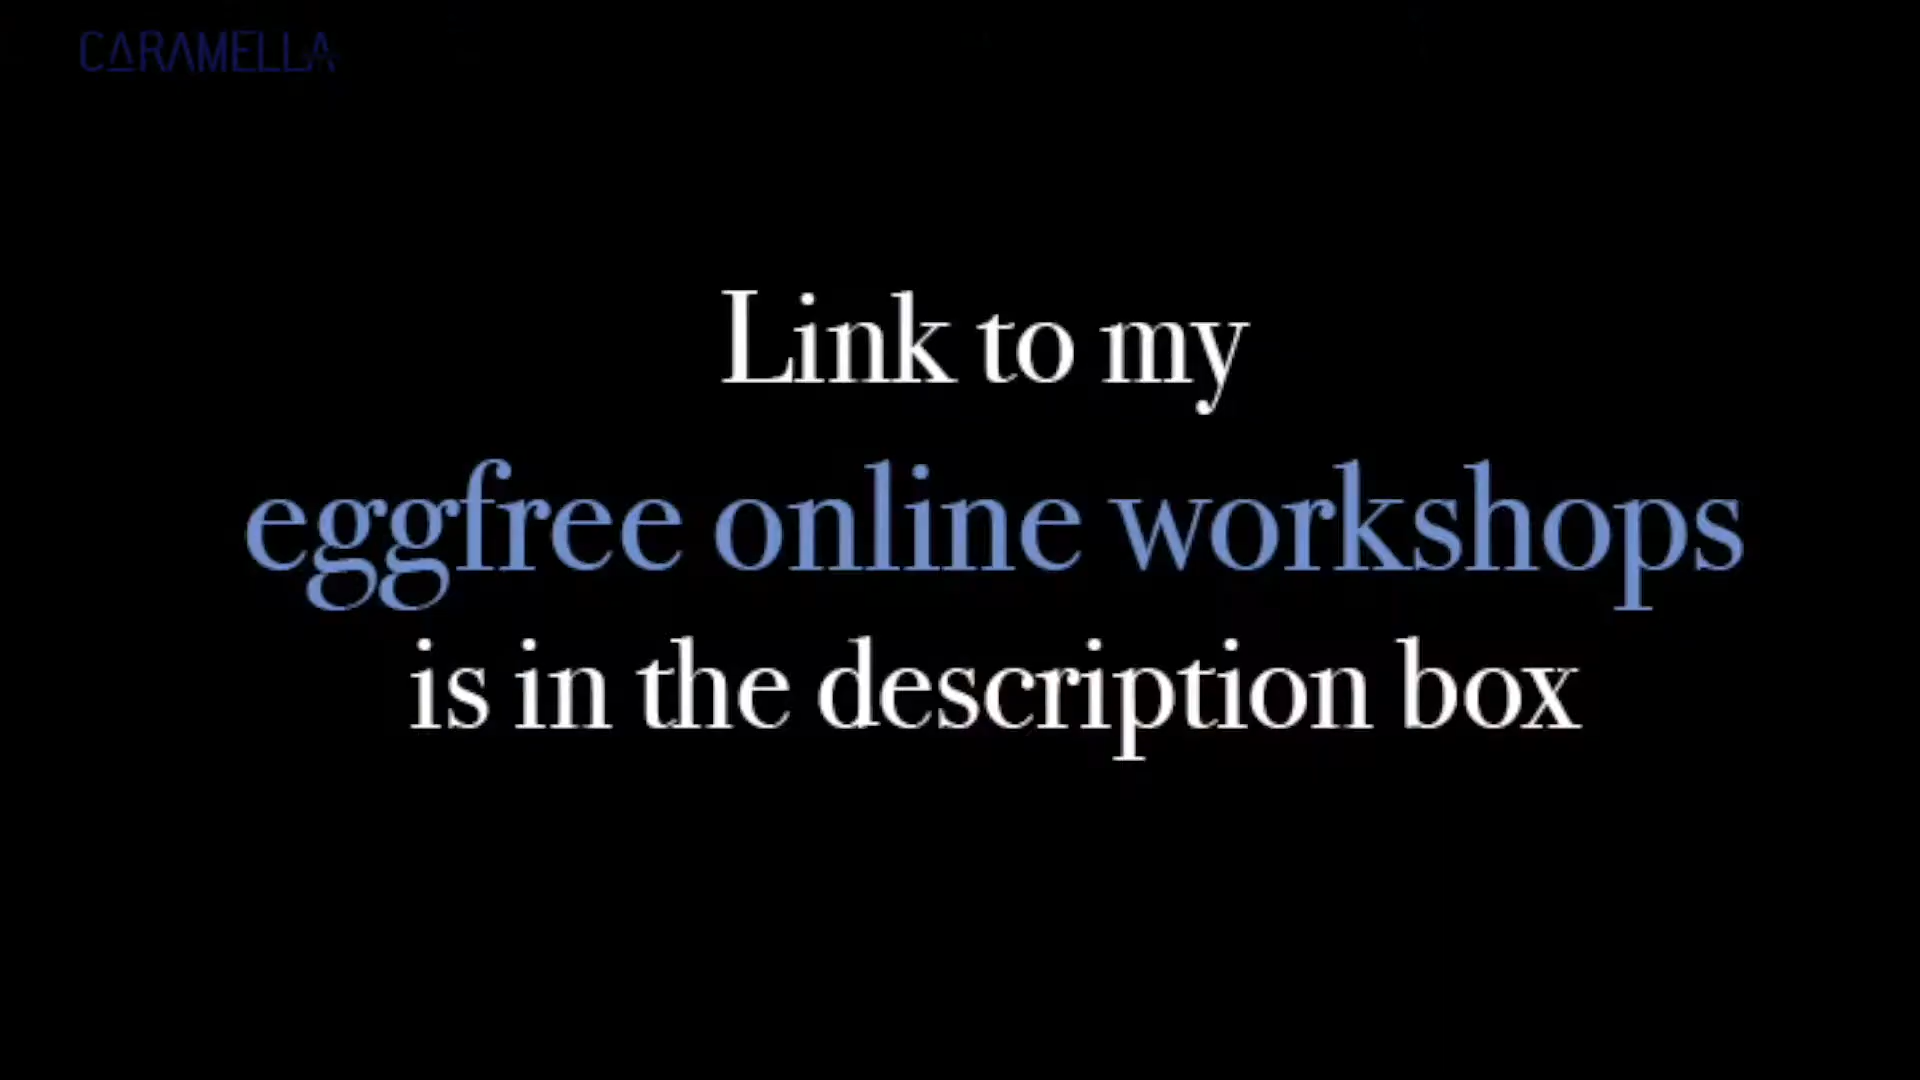 CARAMELLA
Link to my
eggfree online workshops
is in the description box